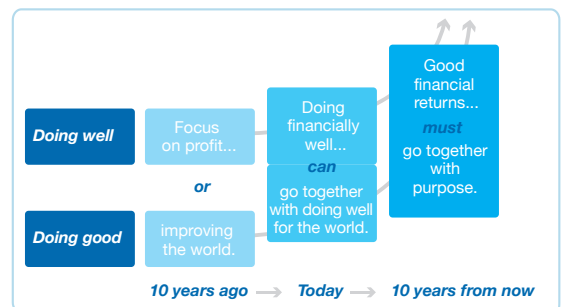 Doing well
Focus
on profit...
or
Doing good
improving
the world.
Doing
financially
well...
can
go together
with doing well
for the world.
Good
financial
returns...
must
go together
with
purpose.
10 years ago
Today
10 years from now